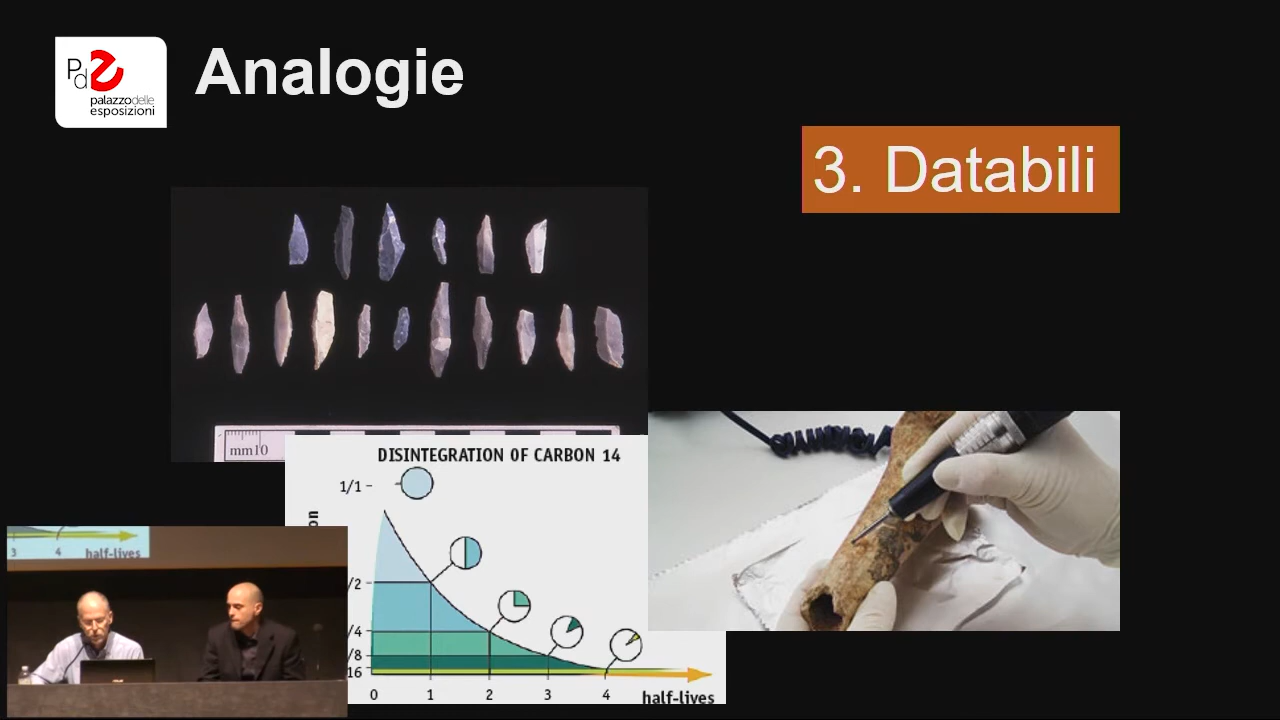 Pd
palazzodelle
esposizioni
Analogie
3. Databili
mm10
DISINTEGRATION OF CARBON 14
1/1
on
/2
/4
/8
16
0 1 2 3 4
half-lives
3 4 half-lives